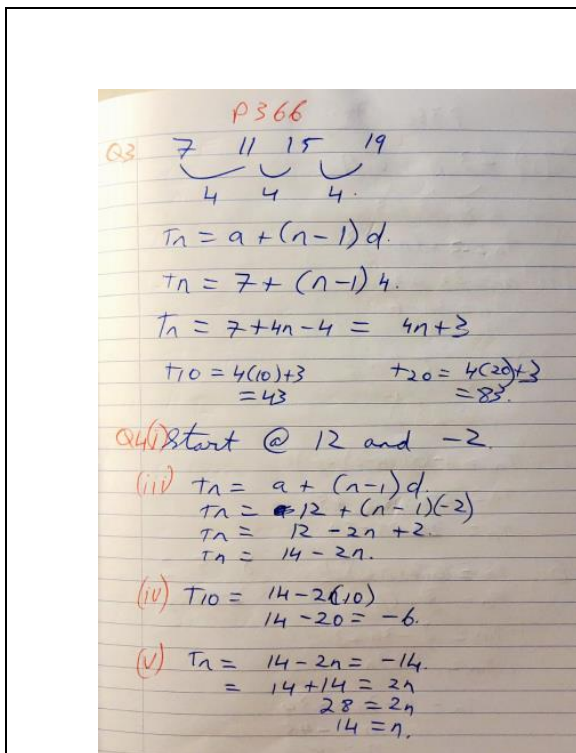 P366
Q3 7 11 15 19
4 4 4.
Tn = a + (n-1) d.
tn = 7 + (n-1) 4.
Tn = 7+4n-4 = 4n+3
t10 = 4(10)+3 t20 = 4(20)+3
= 43 = 83.
Q4(i) Start @ 12 and -2.
(iii) tn = a + (n-1) d.
tn = 12 + (n-1)(-2)
tn = 12 - 2n + 2.
Tn = 14 - 2n.
(iv) T10 = 14-2(10)
14-20 = -6.
(v) Tn = 14-2n = -14.
= 14+14 = 2n
28 = 2n
14 = n.